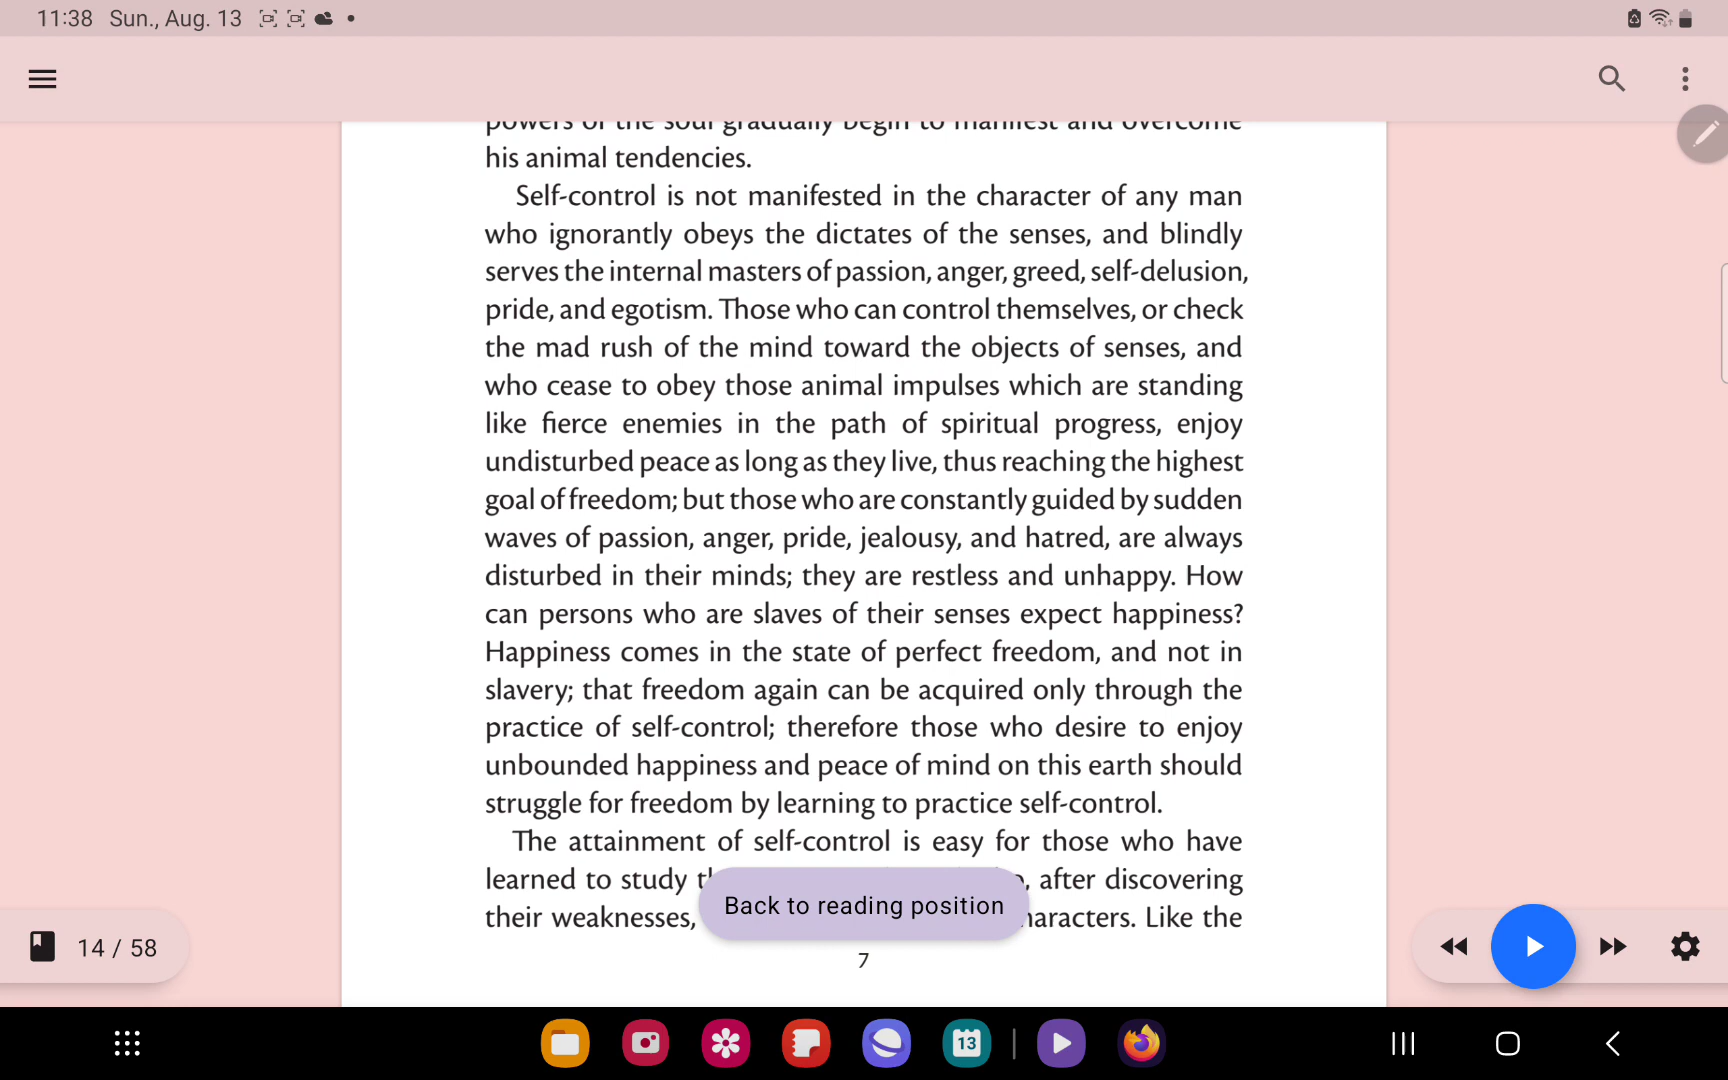 11:38 Sun., Aug. 13
powers of the soul gradually begin to manifest and overcome
his animal tendencies.
Self-control is not manifested in the character of any man
who ignorantly obeys the dictates of the senses, and blindly
serves the internal masters of passion, anger, greed, self-delusion,
pride, and egotism. Those who can control themselves, or check
the mad rush of the mind toward the objects of senses, and
who cease to obey those animal impulses which are standing
like fierce enemies in the path of spiritual progress, enjoy
undisturbed peace as long as they live, thus reaching the highest
goal of freedom; but those who are constantly guided by sudden
waves of passion, anger, pride, jealousy, and hatred, are always
disturbed in their minds; they are restless and unhappy. How
can persons who are slaves of their senses expect happiness?
Happiness comes in the state of perfect freedom, and not in
slavery; that freedom again can be acquired only through the
practice of self-control; therefore those who desire to enjoy
unbounded happiness and peace of mind on this earth should
struggle for freedom by learning to practice self-control.
The attainment of self-control is easy for those who have
learned to study , after discovering
their weaknesses, Like the
Back to reading position
7
14 / 58
13